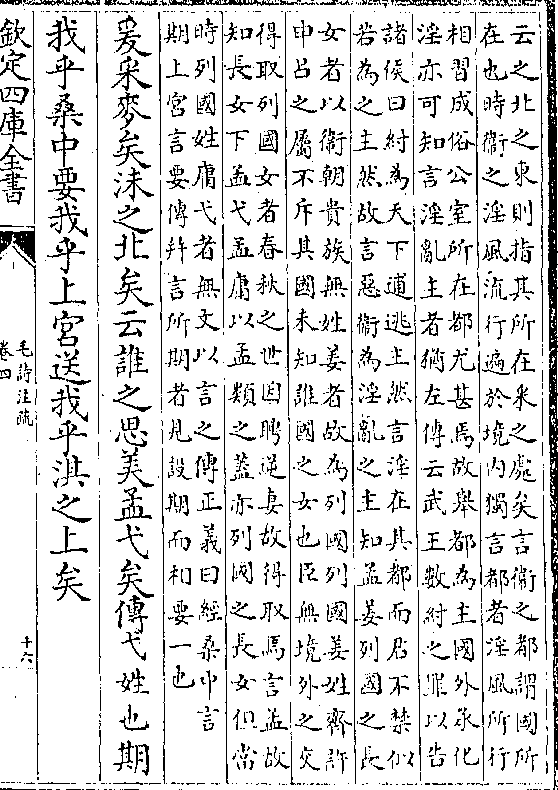 云之北之東則指其所在采之處矣言衛之都謂國所
在也時衛之淫風流行遍於境內獨言都者淫風所行
相習成俗公室所在都尤甚焉故舉都為主國外承化
淫亦可知言淫亂主者猶左傳云武王數紂之罪以告
諸侯曰紂為天下逋逃主然言淫在其都而君不禁似
若為之主然故言惡衛為淫亂之主知孟姜列國之長
女者以衛朝貴族無姓姜者故為列國列國姜姓齊許
申呂之屬不斥其國未知誰國之女也臣無境外之交
得取列國女者春秋之世因聘逆妻故得取焉言孟故
知長女下孟弋孟庸以孟類之蓋亦列國之長女但當
時列國姓庸弋者無文以言之傳正義曰經桑中言
期上宮言要傳并言所期者見設期而和要一也
爰采麥矣沬之北矣云誰之思美孟弋矣傳弋姓也期
我乎桑中要我乎上宮送我乎淇之上矣
欽定四庫全書
毛詩注疏
卷四
十六